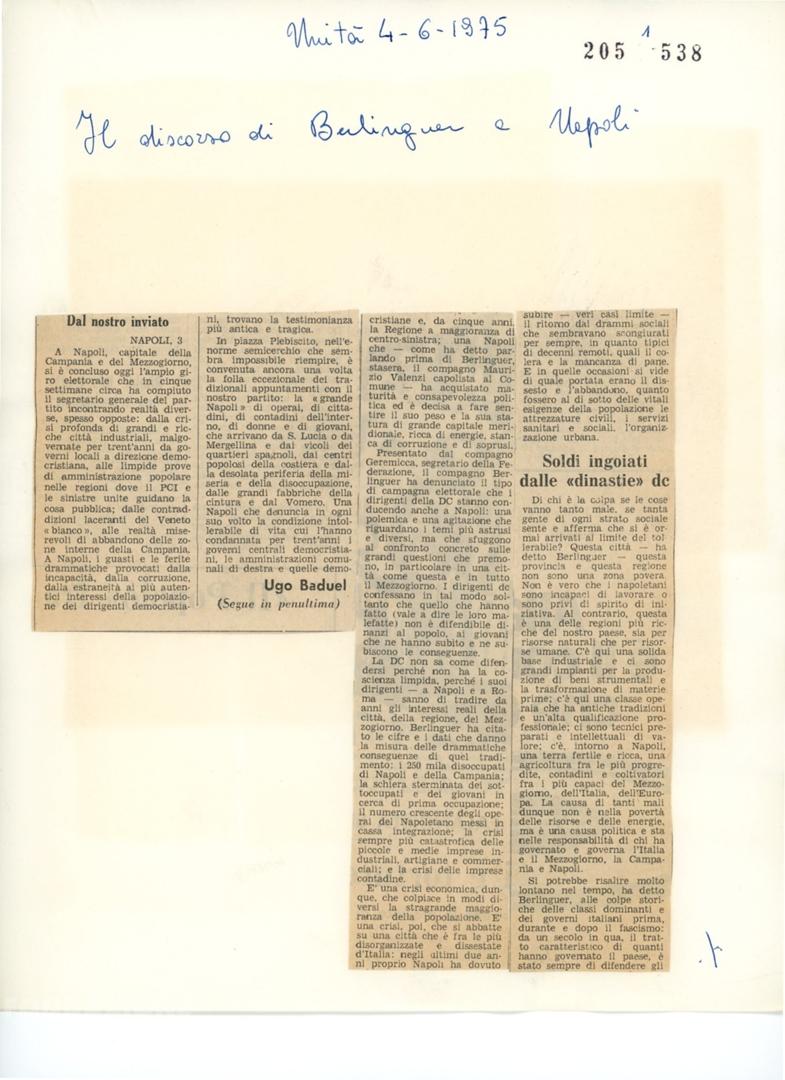 Unità 4-6-1975
205 1 538
Il discorso di Berlinguer a Napoli
Dal nostro inviato
NAPOLI, 3
A Napoli, capitale della
Campania e del Mezzogiorno,
si è concluso oggi l'ampio gi-
ro elettorale che in cinque
settimane circa ha compiuto
il segretario generale del par-
tito incontrando realtà diver-
se, spesso opposte: dalla cri-
si profonda di grandi e ric-
che città industriali, malgo-
vernate per trent'anni da go-
verni locali a direzione demo-
cristiana, alle limpide prove
di amministrazione popolare
nelle regioni dove il PCI e
le sinistre unite guidano la
cosa pubblica; dalle contrad-
dizioni laceranti del Veneto
«bianco», alle realtà mise-
revoli di abbandono delle zo-
ne interne della Campania.
A Napoli, i guasti e le ferite
drammatiche provocati dalla
incapacità, dalla corruzione,
dalla estraneità ai più auten-
tici interessi della popolazio-
ne dei dirigenti democristia-
ni, trovano la testimonianza
più antica e tragica.
In piazza Plebiscito, nell'e-
norme semicerchio che sem-
bra impossibile riempire, è
convenuta ancora una volta
la folla eccezionale dei tra-
dizionali appuntamenti con il
nostro partito: la «grande
Napoli» di operai, di citta-
dini, di contadini dell'inter-
no, di donne e di giovani,
che arrivano da S. Lucia o da
Mergellina e dai vicoli dei
quartieri spagnoli, dai centri
popolosi della costiera e dal-
la desolata periferia della mi-
seria e della disoccupazione,
dalle grandi fabbriche della
cintura e dal Vomero. Una
Napoli che denuncia in ogni
suo volto la condizione intol-
lerabile di vita cui l'hanno
condannata per trent'anni i
governi centrali democristia-
ni, le amministrazioni comu-
nali di destra e quelle demo-
Ugo Baduel
(Segue in penultima)
cristiane e, da cinque anni,
la Regione a maggioranza di
centro-sinistra; una Napoli
che — come ha detto par-
lando prima di Berlinguer,
stasera, il compagno Mauri-
zio Valenzi capolista al Co-
mune — ha acquistato ma-
turità e consapevolezza poli-
tica ed è decisa a fare sen-
tire il suo peso e la sua sta-
tura di grande capitale meri-
dionale, ricca di energie, stan-
ca di corruzione e di soprusi.
Presentato dal compagno
Geremicca, segretario della Fe-
derazione, il compagno Ber-
linguer ha denunciato il tipo
di campagna elettorale che i
dirigenti della DC stanno con-
ducendo anche a Napoli: una
polemica e una agitazione che
riguardano i temi più astrusi
e diversi, ma che sfuggono
al confronto concreto sulle
grandi questioni che premo-
no, in particolare in una cit-
tà come questa e in tutto
il Mezzogiorno. I dirigenti dc
confessano in tal modo sol-
tanto che quello che hanno
fatto (vale a dire le loro ma-
lefatte) non è difendibile di-
nanzi al popolo, ai giovani
che ne hanno subito e ne su-
biscono le conseguenze.
La DC non sa come difen-
dersi perché non ha la co-
scienza limpida, perché i suoi
dirigenti — a Napoli e a Ro-
ma — sanno di tradire da
anni gli interessi reali della
città, della regione, del Mez-
zogiorno. Berlinguer ha cita-
to le cifre e i dati che danno
la misura delle drammatiche
conseguenze di quel tradi-
mento: i 250 mila disoccupati
di Napoli e della Campania;
la schiera sterminata dei sot-
toccupati e dei giovani in
cerca di prima occupazione;
il numero crescente degli ope-
rai del Napoletano messi in
cassa integrazione; la crisi
sempre più catastrofica delle
piccole e medie imprese in-
dustriali, artigiane e commer-
ciali; e la crisi delle imprese
contadine.
E' una crisi economica, dun-
que, che colpisce in modi di-
versi la stragrande maggio-
ranza della popolazione. E'
una crisi, poi, che si abbatte
su una città che è fra le più
disorganizzate e dissestate
d'Italia: negli ultimi due an-
ni proprio Napoli ha dovuto
subire — veri casi limite —
il ritorno dai drammi sociali
che sembravano scongiurati
per sempre, in quanto tipici
di decenni remoti, quali il co-
lera e la mancanza di pane.
E in quelle occasioni si vide
di quale portata erano il dis-
sesto e l'abbandono, quanto
fossero al di sotto delle vitali
esigenze della popolazione le
attrezzature civili, i servizi
sanitari e sociali, l'organiz-
zazione urbana.
Soldi ingoiati
dalle «dinastie» dc
Di chi è la colpa se le cose
vanno tanto male, se tanta
gente di ogni strato sociale
sente e afferma che si è or-
mai arrivati al limite del tol-
lerabile? Questa città — ha
detto Berlinguer — questa
provincia e questa regione
non sono una zona povera.
Non è vero che i napoletani
sono incapaci di lavorare o
sono privi di spirito di ini-
ziativa. Al contrario, questa
è una delle regioni più ric-
che del nostro paese, sia per
risorse naturali che per risor-
se umane. C'è qui una solida
base industriale e ci sono
grandi impianti per la produ-
zione di beni strumentali e
la trasformazione di materie
prime; c'è qui una classe ope-
raia che ha antiche tradizioni
e un'alta qualificazione pro-
fessionale; ci sono tecnici pre-
parati e intellettuali di va-
lore; c'è, intorno a Napoli,
una terra fertile e ricca, una
agricoltura fra le più progre-
dite, contadini e coltivatori
fra i più capaci del Mezzo-
giorno, dell'Italia, dell'Euro-
pa. La causa di tanti mali
dunque non è nella povertà
delle risorse e delle energie,
ma è una causa politica e sta
nelle responsabilità di chi ha
governato e governa l'Italia
e il Mezzogiorno, la Campa-
nia e Napoli.
Si potrebbe risalire molto
lontano nel tempo, ha detto
Berlinguer, alle colpe stori-
che delle classi dominanti e
dei governi italiani prima,
durante e dopo il fascismo:
da un secolo in qua, il trat-
to caratteristico di quanti
hanno governato il paese, è
stato sempre di difendere gli